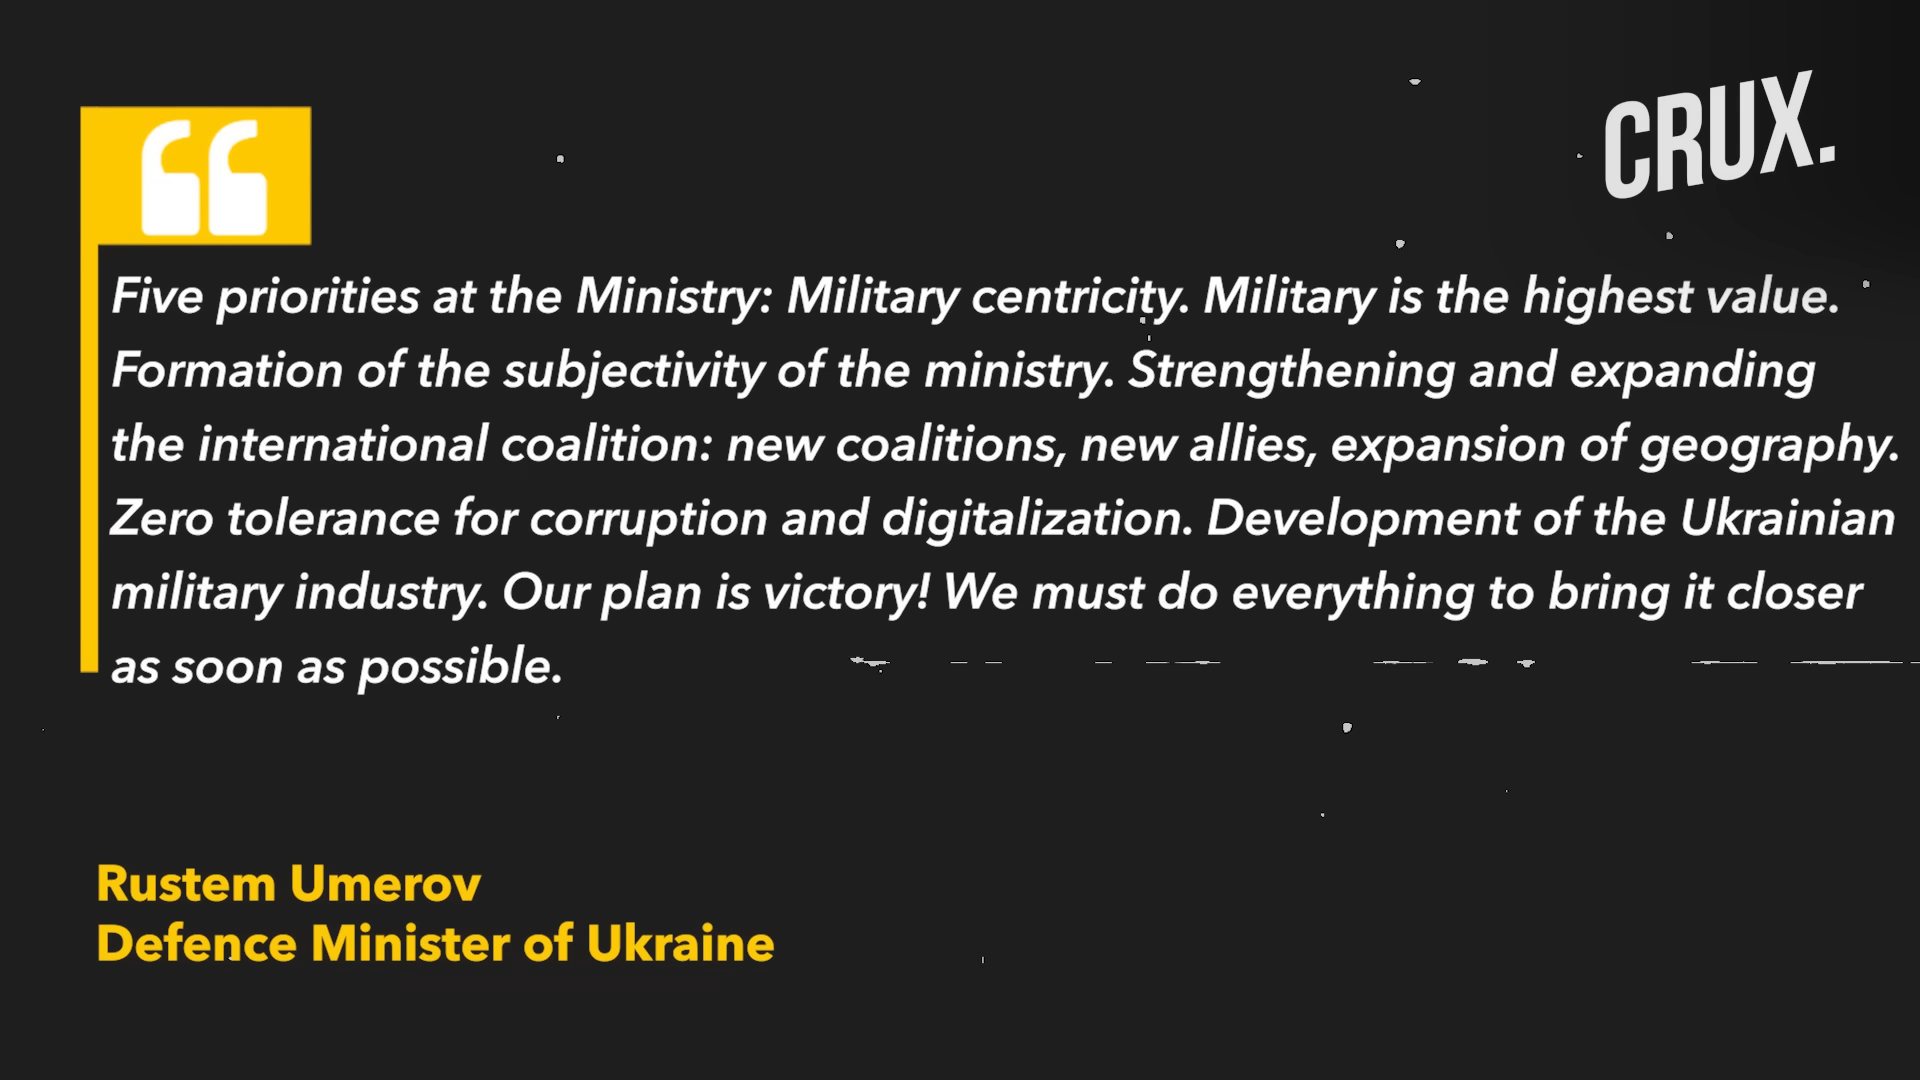 CRUX.
Five priorities at the Ministry: Military centricity. Military is the highest value.
Formation of the subjectivity of the ministry. Strengthening and expanding
the international coalition: new coalitions, new allies, expansion of geography.
Zero tolerance for corruption and digitalization. Development of the Ukrainian
military industry. Our plan is victory! We must do everything to bring it closer
as soon as possible.
Rustem Umerov
Defence Minister of Ukraine